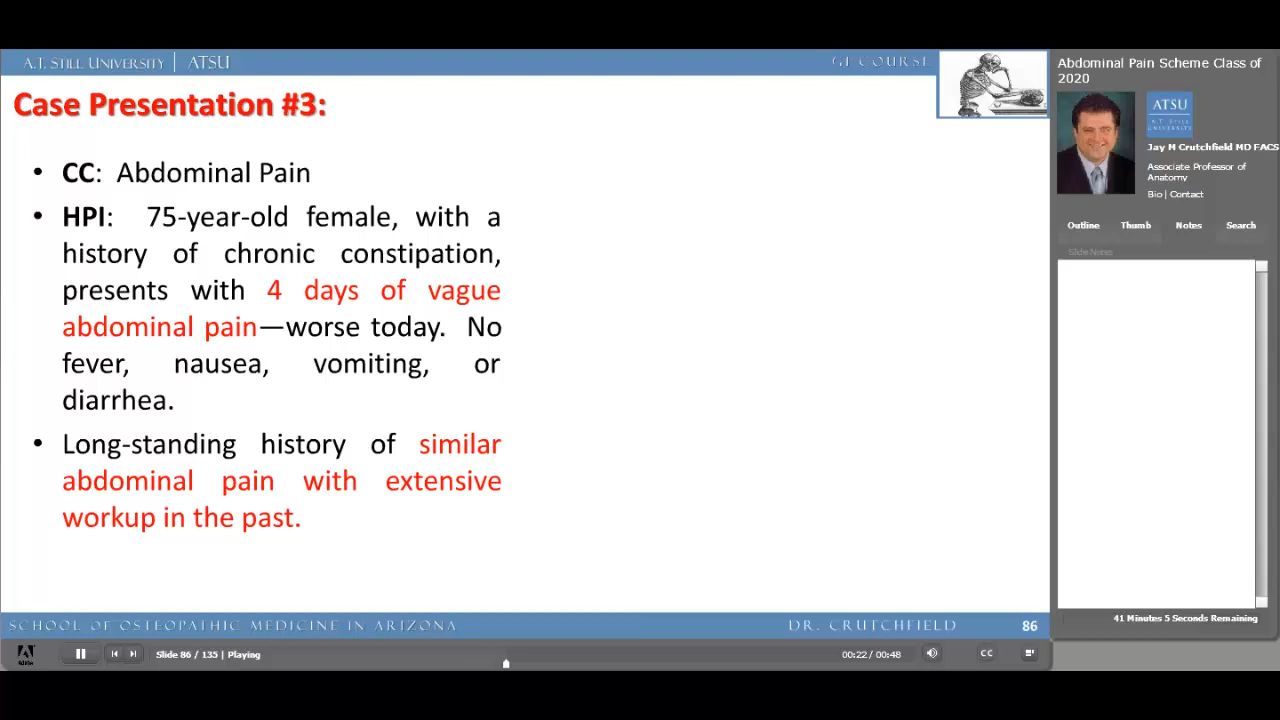 A.T. STILL UNIVERSITY | ATSU
GI COURSE
Case Presentation #3:
• CC: Abdominal Pain
• HPI: 75-year-old female, with a
history of chronic constipation,
presents with 4 days of vague
abdominal pain—worse today. No
fever, nausea, vomiting, or
diarrhea.
• Long-standing history of similar
abdominal pain with extensive
workup in the past.
SCHOOL OF OSTEOPATHIC MEDICINE IN ARIZONA
DR. CRUTCHFIELD
86
Abdominal Pain Scheme Class of
2020
ATSU
A.T. STILL
UNIVERSITY
Jay M Crutchfield MD FACS
Associate Professor of
Anatomy
Bio | Contact
Outline Thumb Notes Search
Slide Notes
41 Minutes 5 Seconds Remaining
Slide 86 / 135 | Playing
00:22 / 00:48
CC